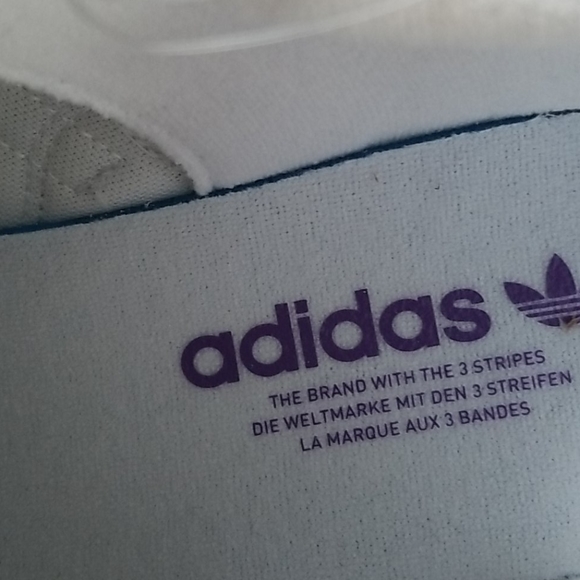 adidas
THE BRAND WITH THE 3 STRIPES
DIE WELTMARKE MIT DEN 3 STREIFEN
LA MARQUE AUX 3 BANDES